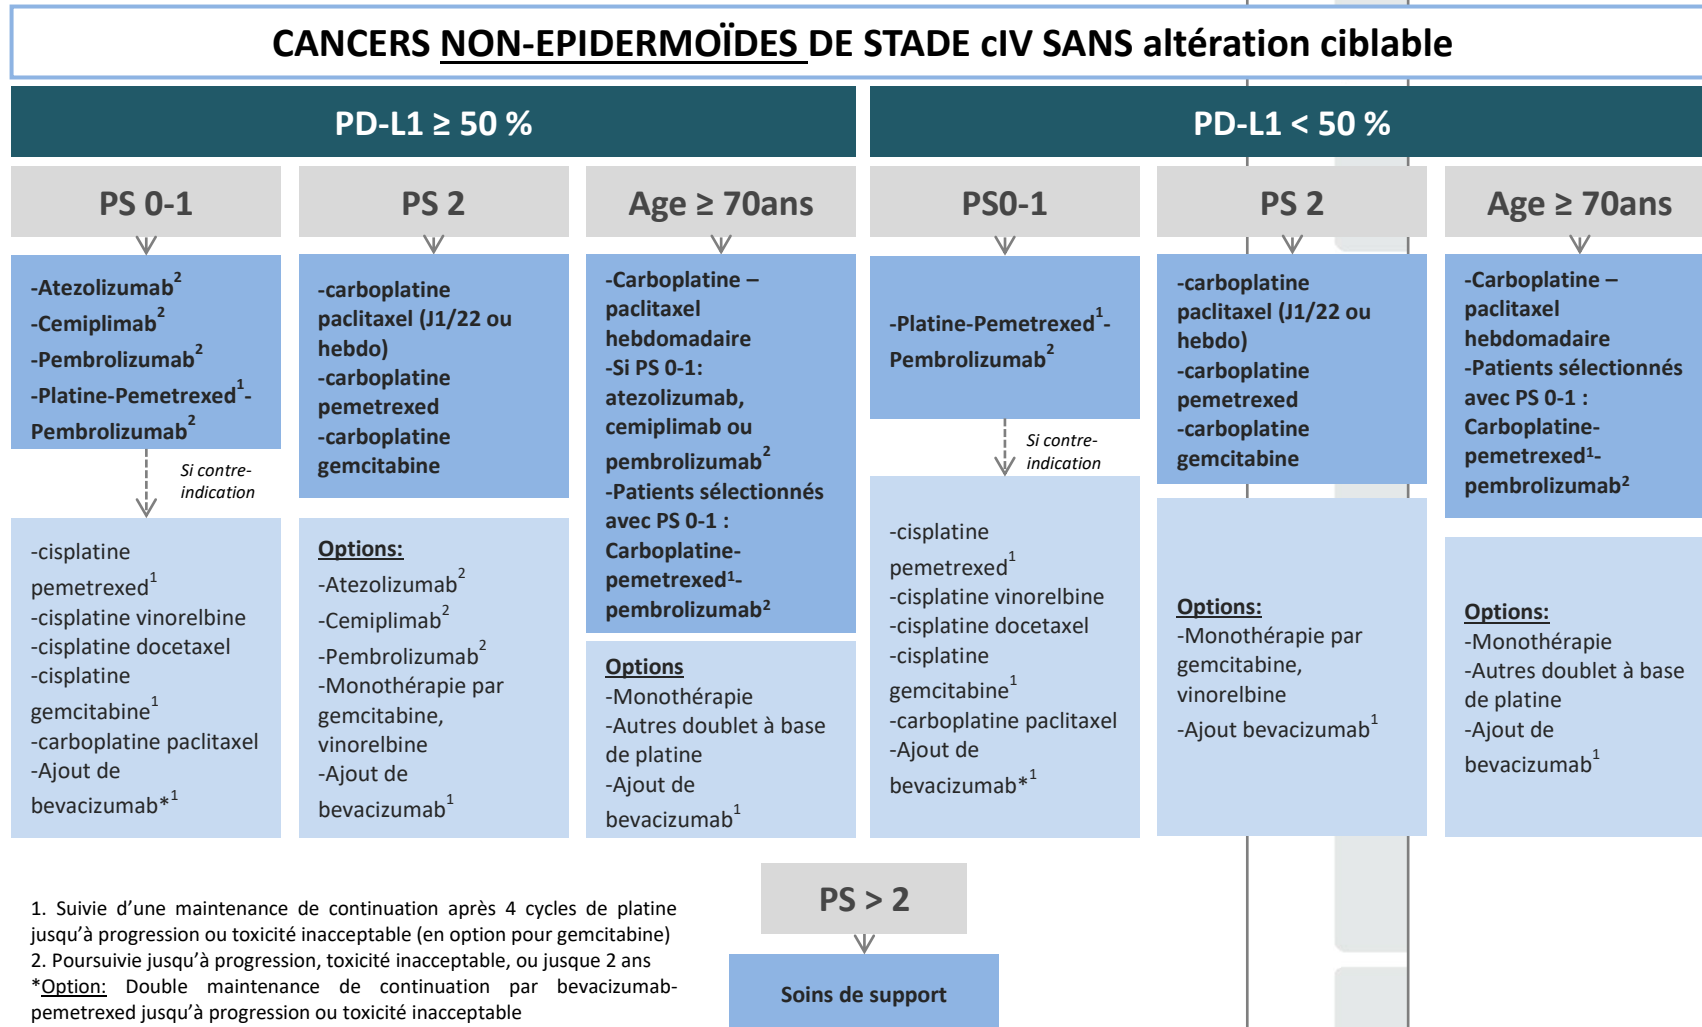 CANCERS NON-EPIDERMOÏDES DE STADE cIV SANS altération ciblable
PD-L1 ≥ 50 %
PS 0-1
-Atezolizumab²
-Cemiplimab²
-Pembrolizumab²
-Platine-Pemetrexed¹-
Pembrolizumab²
Si contre-
indication
-cisplatine
pemetrexed¹
-cisplatine vinorelbine
-cisplatine docetaxel
-cisplatine
gemcitabine¹
-carboplatine paclitaxel
-Ajout de
bevacizumab*¹
PS 2
-carboplatine
paclitaxel (J1/22 ou
hebdo)
-carboplatine
pemetrexed
-carboplatine
gemcitabine
Options:
-Atezolizumab²
-Cemiplimab²
-Pembrolizumab²
-Monothérapie par
gemcitabine,
vinorelbine
-Ajout de
bevacizumab¹
Age ≥ 70ans
-Carboplatine –
paclitaxel
hebdomadaire
-Si PS 0-1:
atezolizumab,
cemiplimab ou
pembrolizumab²
-Patients sélectionnés
avec PS 0-1 :
Carboplatine-
pemetrexed¹-
pembrolizumab²
Options
-Monothérapie
-Autres doublet à base
de platine
-Ajout de
bevacizumab¹
PD-L1 < 50 %
PS0-1
-Platine-Pemetrexed¹-
Pembrolizumab²
Si contre-
indication
-cisplatine
pemetrexed¹
-cisplatine vinorelbine
-cisplatine docetaxel
-cisplatine
gemcitabine¹
-carboplatine paclitaxel
-Ajout de
bevacizumab*¹
PS 2
-carboplatine
paclitaxel (J1/22 ou
hebdo)
-carboplatine
pemetrexed
-carboplatine
gemcitabine
Options:
-Monothérapie par
gemcitabine,
vinorelbine
-Ajout bevacizumab¹
Age ≥ 70ans
-Carboplatine –
paclitaxel
hebdomadaire
-Patients sélectionnés
avec PS 0-1 :
Carboplatine-
pemetrexed¹-
pembrolizumab²
Options:
-Monothérapie
-Autres doublet à base
de platine
-Ajout de
bevacizumab¹
1. Suivie d'une maintenance de continuation après 4 cycles de platine
jusqu'à progression ou toxicité inacceptable (en option pour gemcitabine)
2. Poursuivie jusqu'à progression, toxicité inacceptable, ou jusque 2 ans
*Option: Double maintenance de continuation par bevacizumab-
pemetrexed jusqu'à progression ou toxicité inacceptable
PS > 2
Soins de support